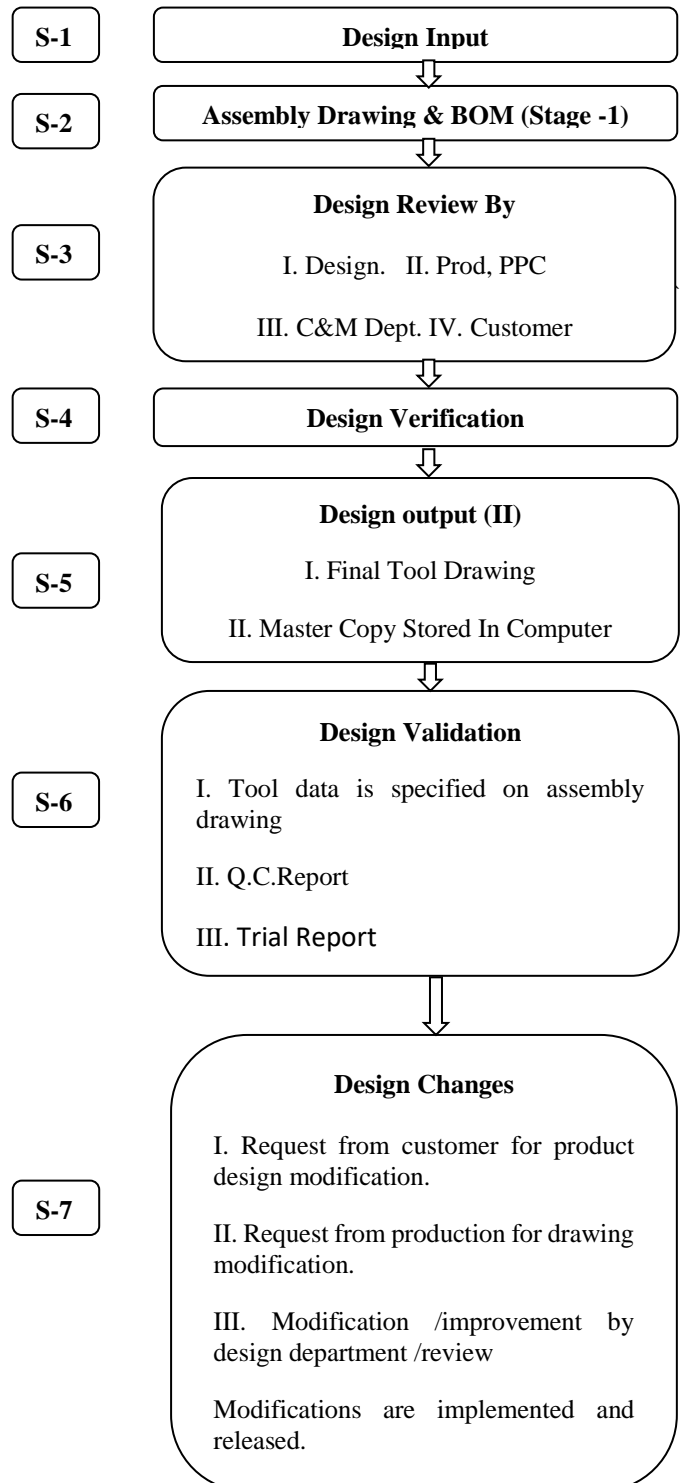 S-1
Design Input
S-2
Assembly Drawing & BOM (Stage -1)
S-3
Design Review By
I. Design. II. Prod, PPC
III. C&M Dept. IV. Customer
S-4
Design Verification
S-5
Design output (II)
I. Final Tool Drawing
II. Master Copy Stored In Computer
S-6
Design Validation
I. Tool data is specified on assembly
drawing
II. Q.C.Report
III. Trial Report
S-7
Design Changes
I. Request from customer for product
design modification.
II. Request from production for drawing
modification.
III. Modification /improvement by
design department /review
Modifications are implemented and
released.